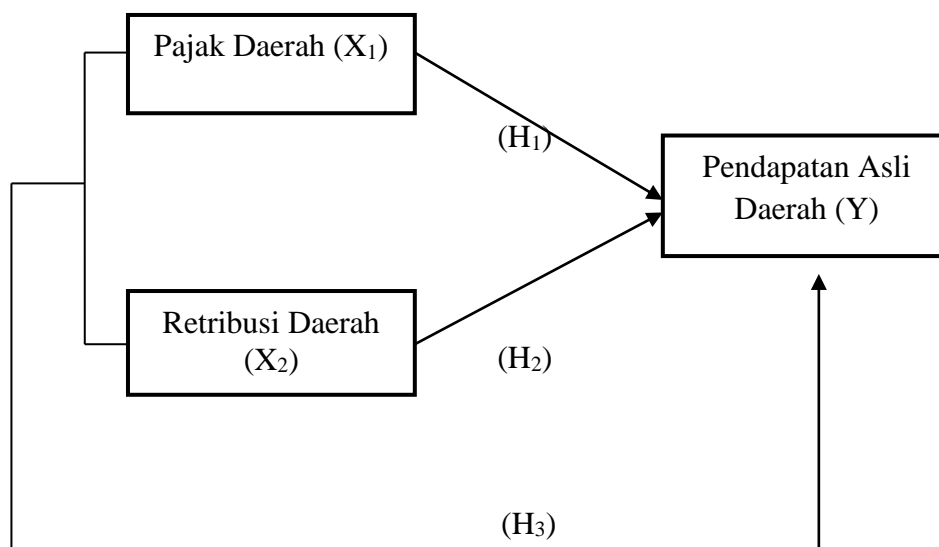 Pajak Daerah (X₁)
(H₁)
Pendapatan Asli
Daerah (Y)
Retribusi Daerah
(X₂)
(H₂)
(H₃)